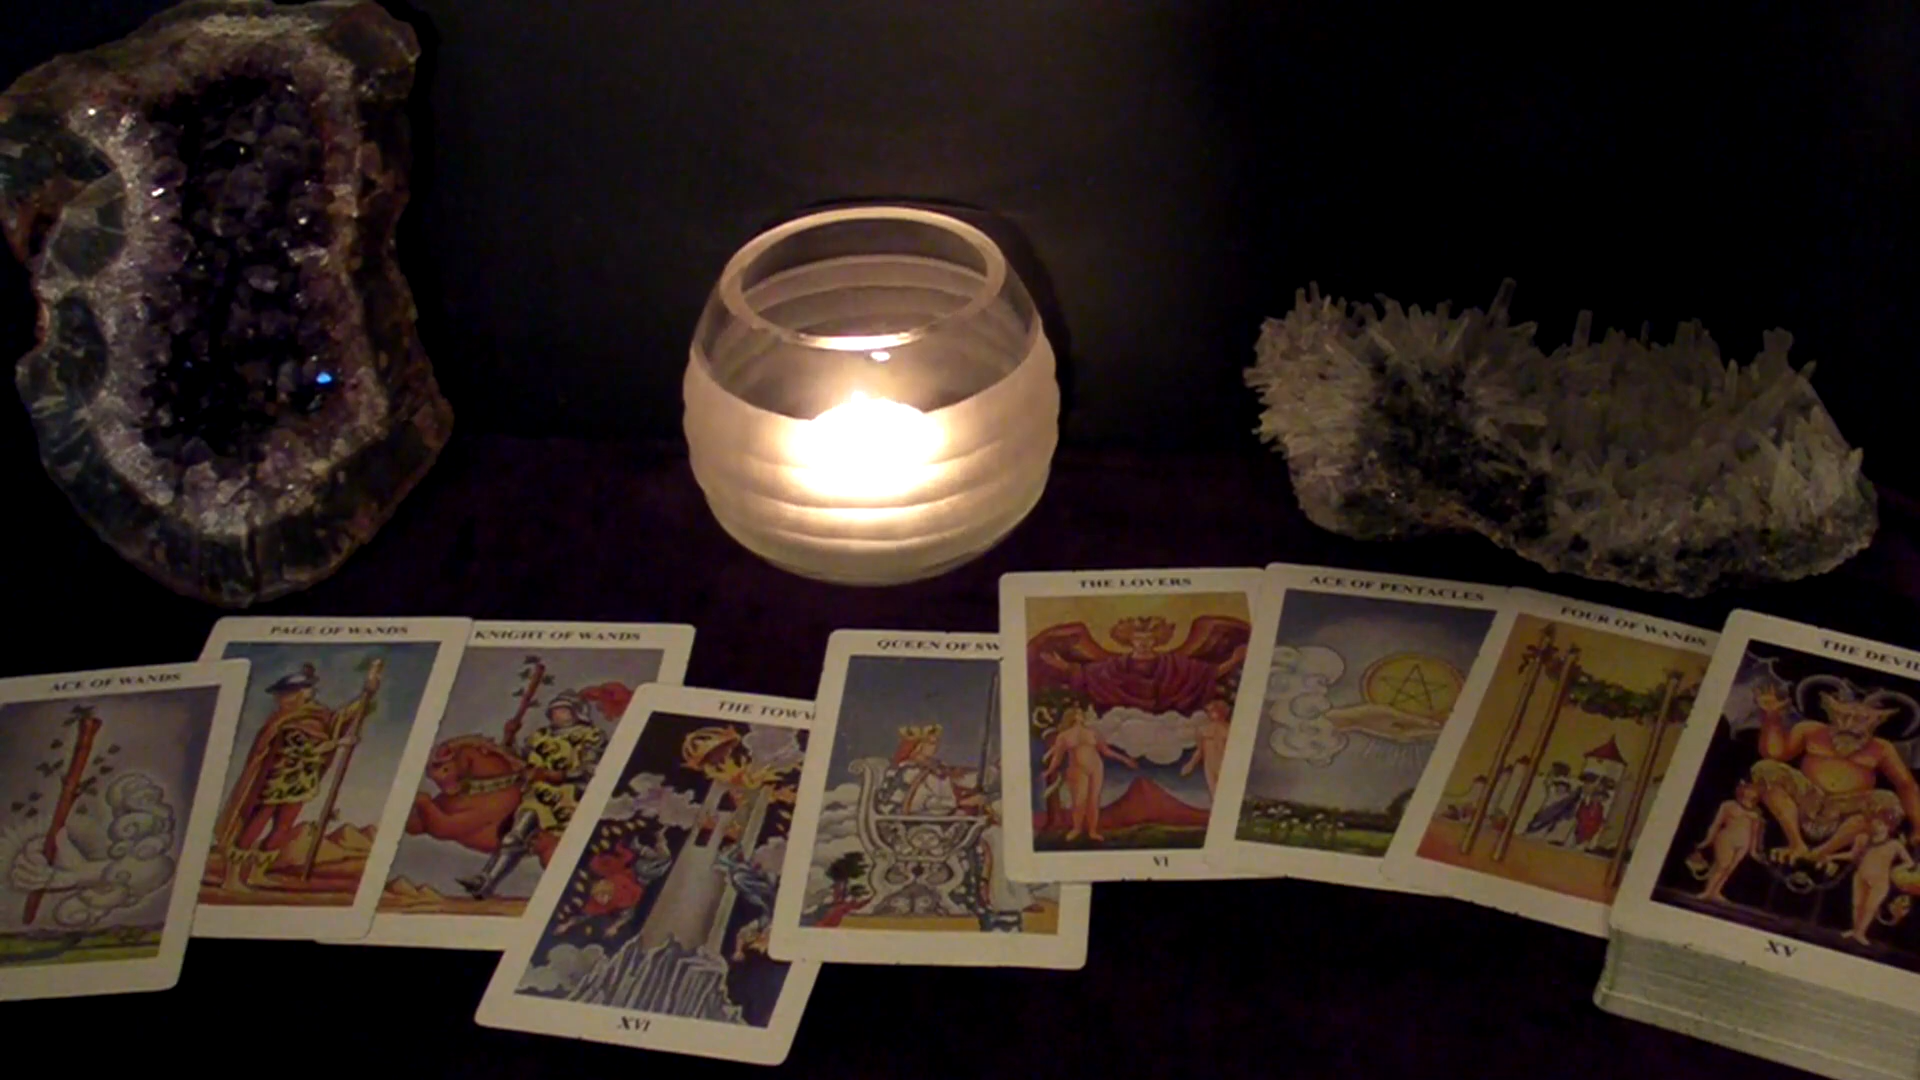 ACE OF WANDS
PAGE OF WANDS
KNIGHT OF WANDS
THE TOW
XVI
QUEEN OF SW
THE LOVERS
VI
ACE OF PENTACLES
FOUR OF WANDS
THE DEVIL
XV